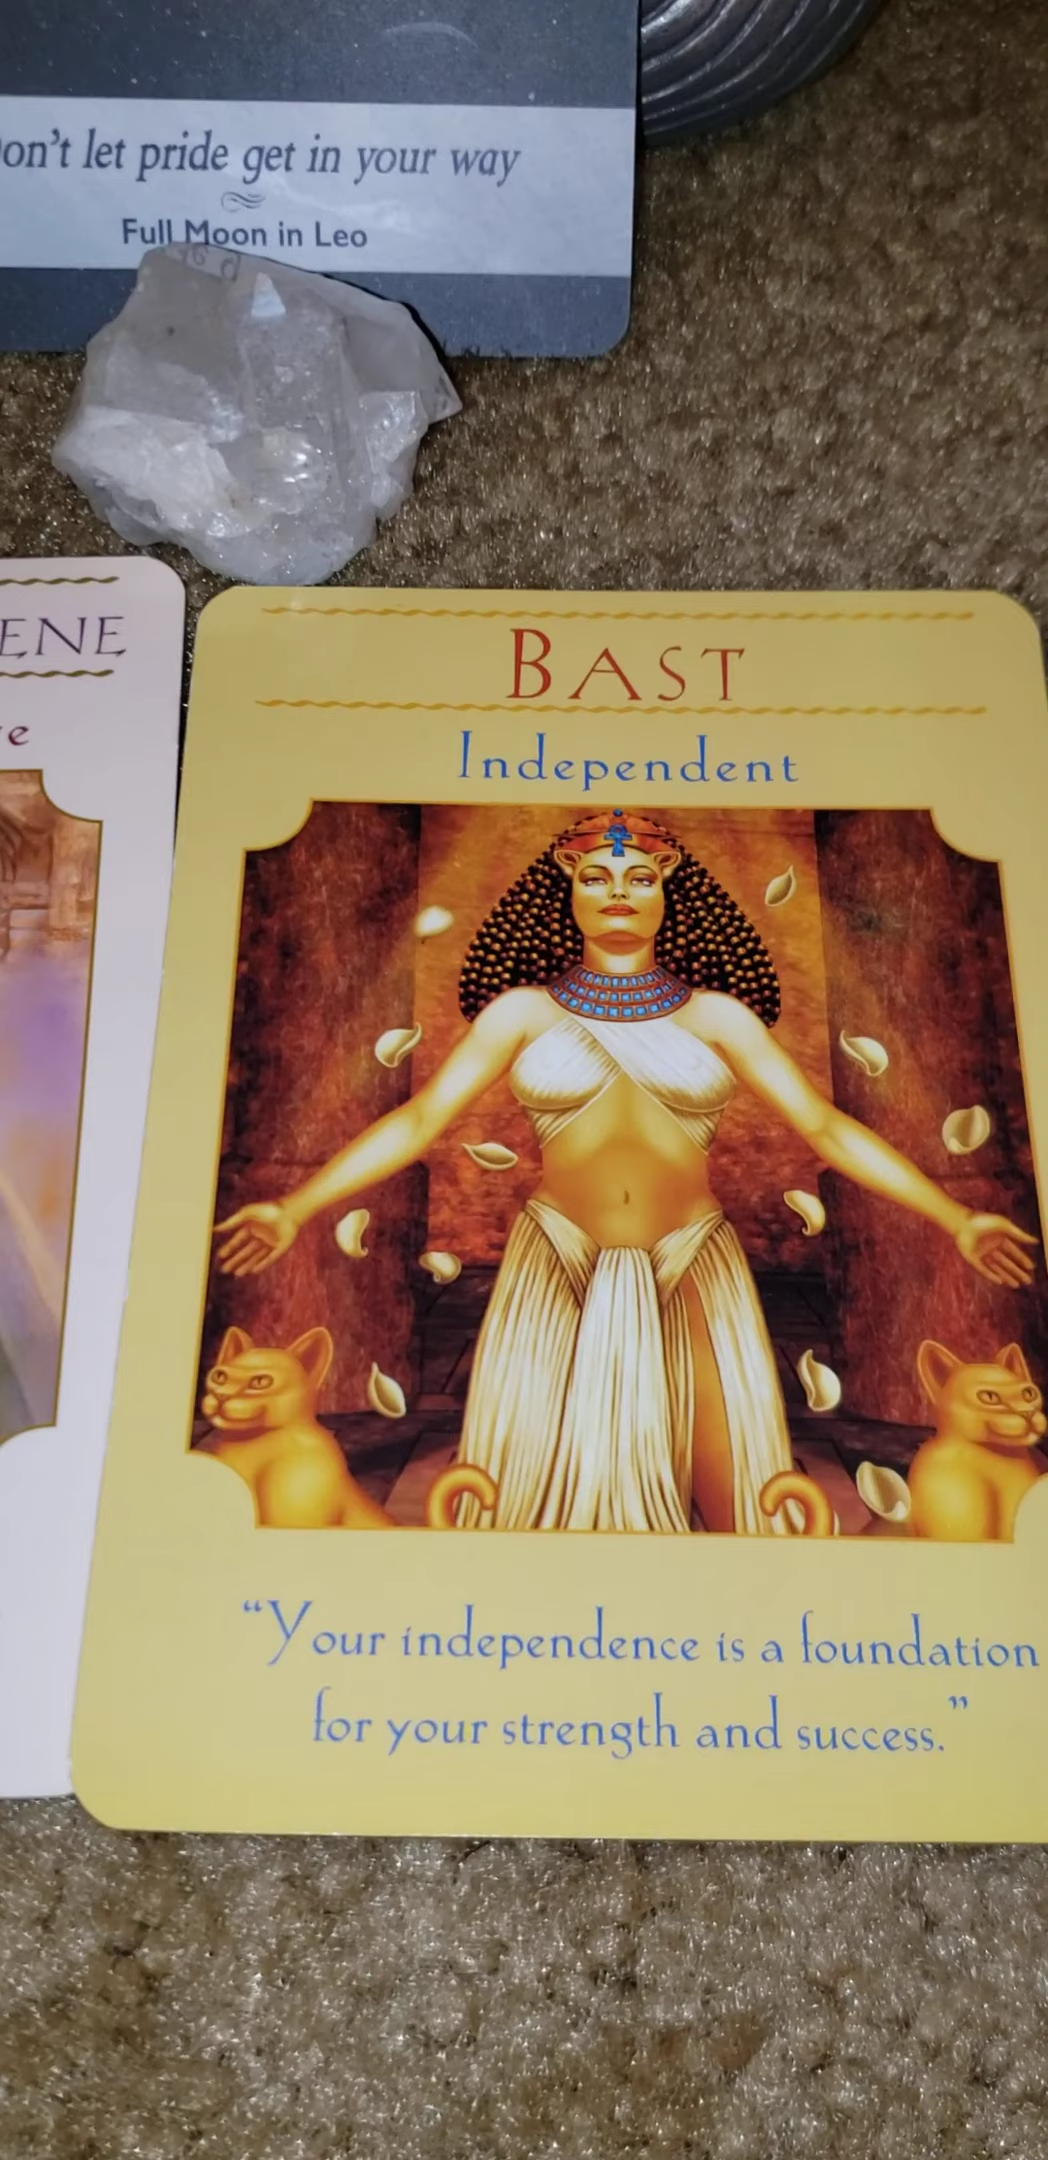 on't let pride get in your way
Full Moon in Leo
ENE
e
BAST
Independent
"Your independence is a foundation
for your strength and success."